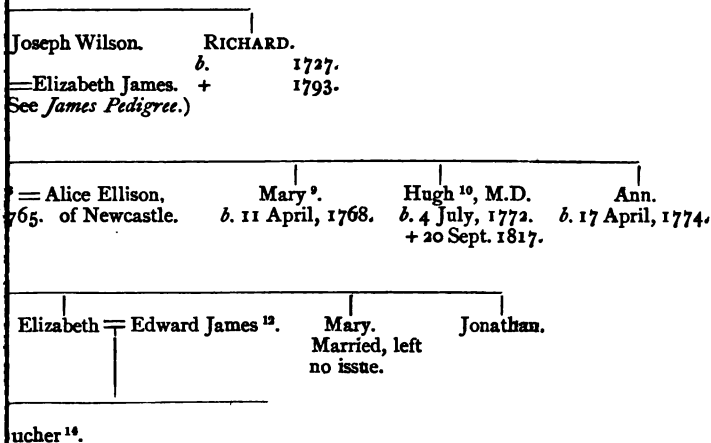 Joseph Wilson. RICHARD.
b. 1727.
=Elizabeth James. + 1793.
See James Pedigree.)
= Alice Ellison, Mary ⁹. Hugh ¹⁰, M.D. Ann.
765. of Newcastle. b. 11 April, 1768. b. 4 July, 1772. b. 17 April, 1774.
+ 20 Sept. 1817.
Elizabeth = Edward James ¹². Mary. Jonathan.
Married, left
no issue.
ucher ¹⁴.